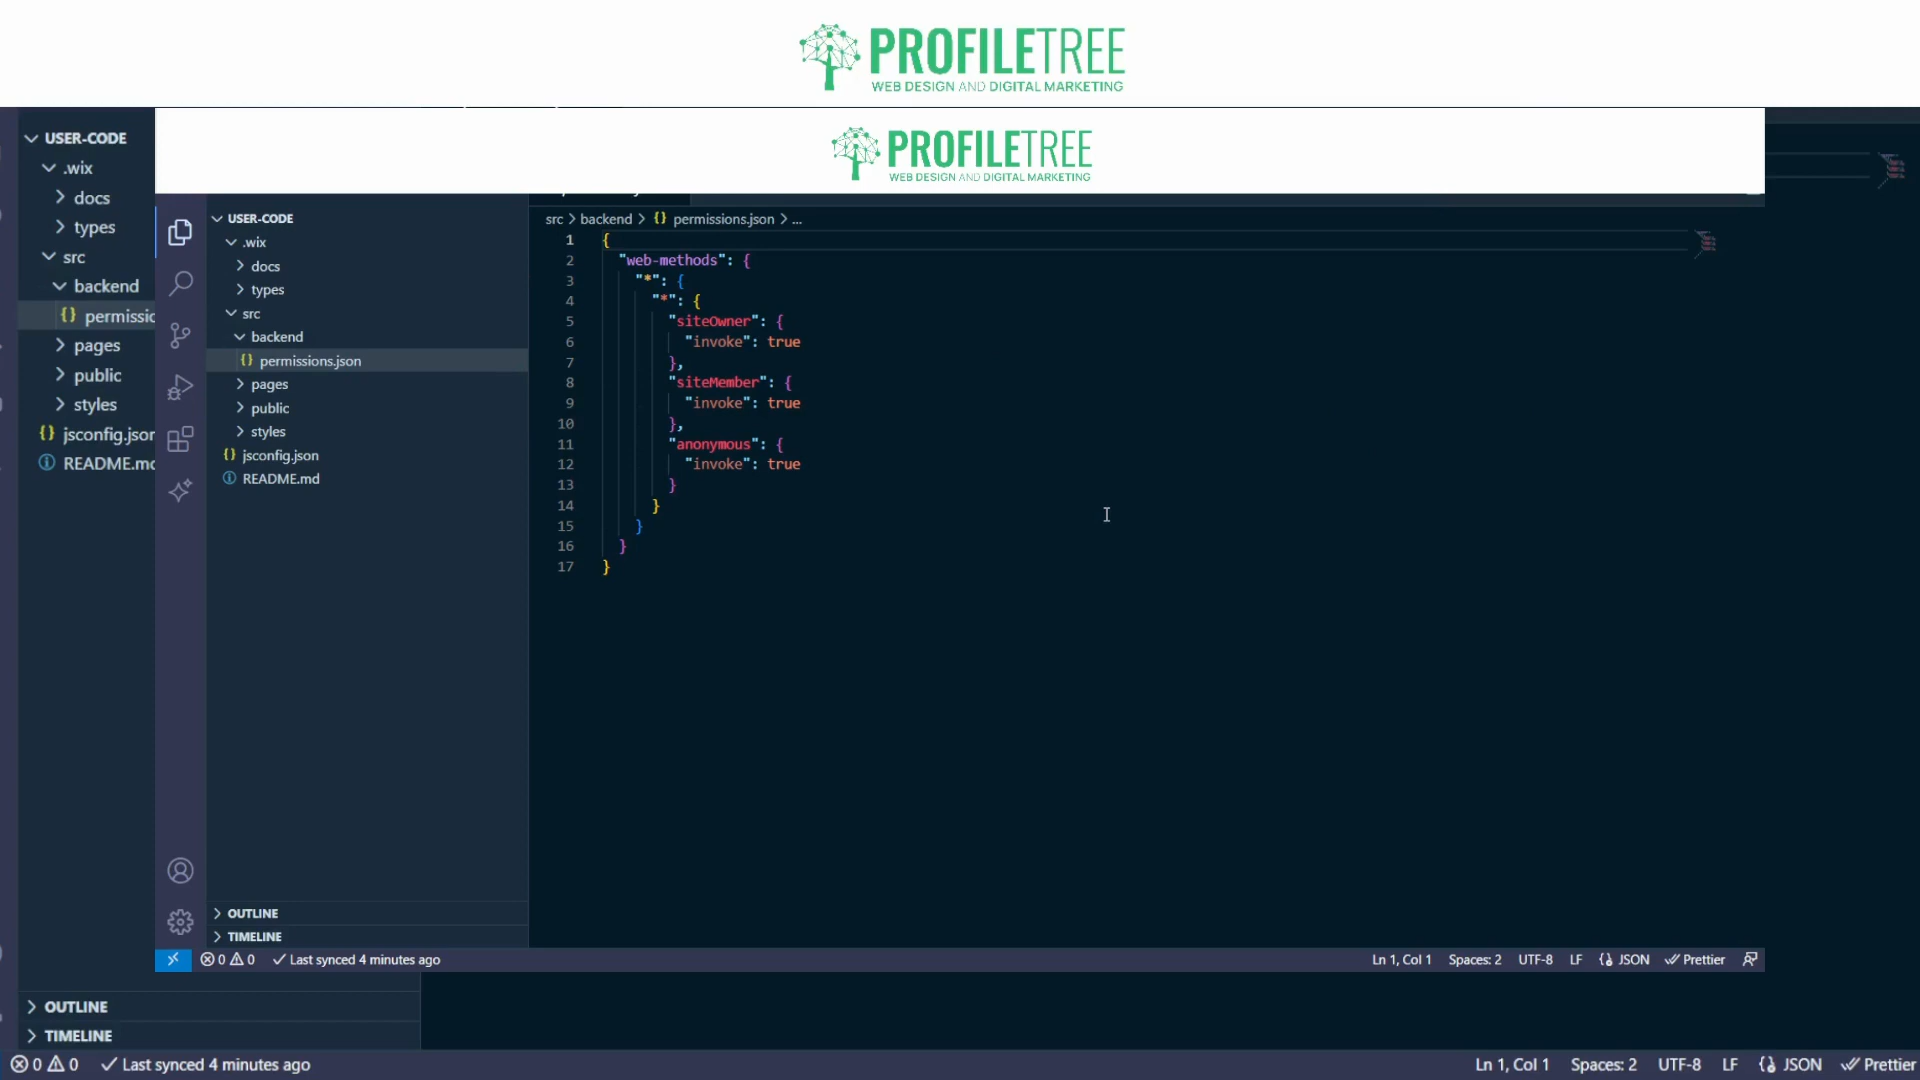 PROFILETREE
WEB DESIGN AND DIGITAL MARKETING
PROFILETREE
WEB DESIGN AND DIGITAL MARKETING
USER-CODE
.wix
docs
types
src
backend
{} permissio
pages
public
styles
{} jsconfig.json
README.md
USER-CODE
.wix
docs
types
src
backend
{} permissions.json
pages
public
styles
{} jsconfig.json
README.md
OUTLINE
TIMELINE
src > backend > {} permissions.json > ...
1 {
2 "web-methods": {
3 "*": {
4 "*": {
5 "siteOwner": {
6 "invoke": true
7 },
8 "siteMember": {
9 "invoke": true
10 },
11 "anonymous": {
12 "invoke": true
13 }
14 }
15 }
16 }
17 }
0 0 Last synced 4 minutes ago
Ln 1, Col 1 Spaces: 2 UTF-8 LF {} JSON Prettier
OUTLINE
TIMELINE
0 0 Last synced 4 minutes ago
Ln 1, Col 1 Spaces: 2 UTF-8 LF {} JSON Prettier